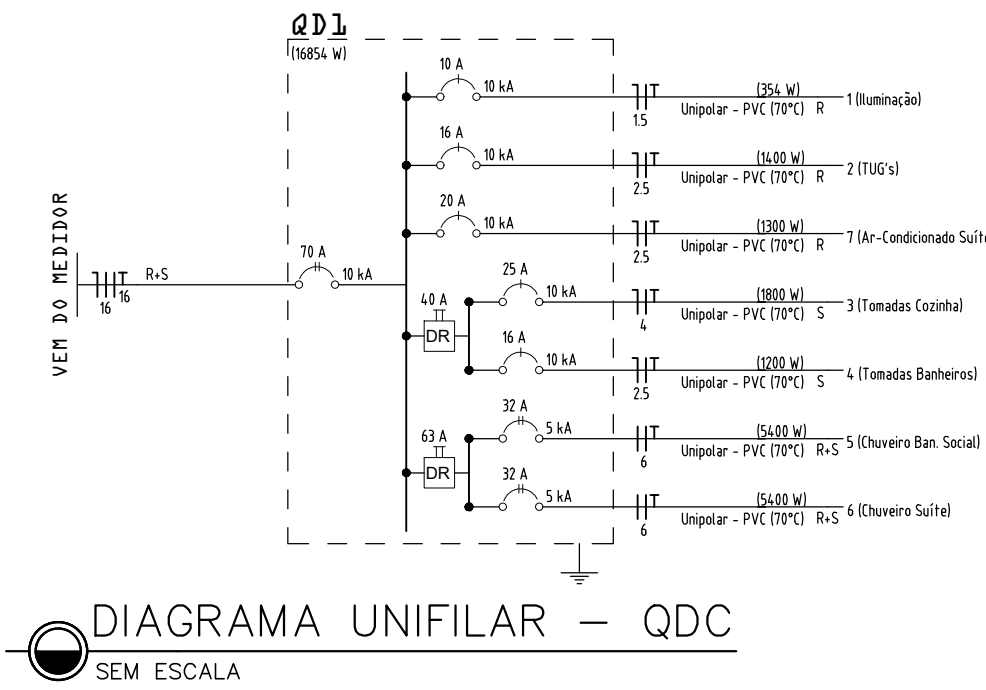 QD1
(16854 W)
VEM DO MEDIDOR
16
16
R+S
70 A
10 kA
10 A
10 kA
1.5
(354 W)
Unipolar - PVC (70°C) R
1 (Iluminação)
16 A
10 kA
2.5
(1400 W)
Unipolar - PVC (70°C) R
2 (TUG's)
20 A
10 kA
2.5
(1300 W)
Unipolar - PVC (70°C) R
7 (Ar-Condicionado Suíte
40 A
DR
25 A
10 kA
4
(1800 W)
Unipolar - PVC (70°C) S
3 (Tomadas Cozinha)
16 A
10 kA
2.5
(1200 W)
Unipolar - PVC (70°C) S
4 (Tomadas Banheiros)
63 A
DR
32 A
5 kA
6
(5400 W)
Unipolar - PVC (70°C) R+S
5 (Chuveiro Ban. Social)
32 A
5 kA
6
(5400 W)
Unipolar - PVC (70°C) R+S
6 (Chuveiro Suíte)
DIAGRAMA UNIFILAR - QDC
SEM ESCALA